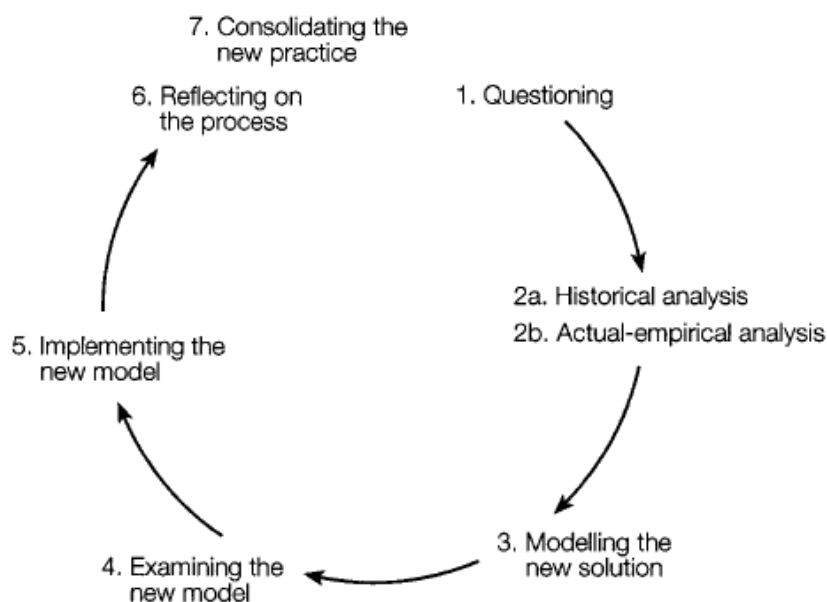 7. Consolidating the
new practice
6. Reflecting on
the process
1. Questioning
2a. Historical analysis
2b. Actual-empirical analysis
5. Implementing the
new model
3. Modelling the
new solution
4. Examining the
new model